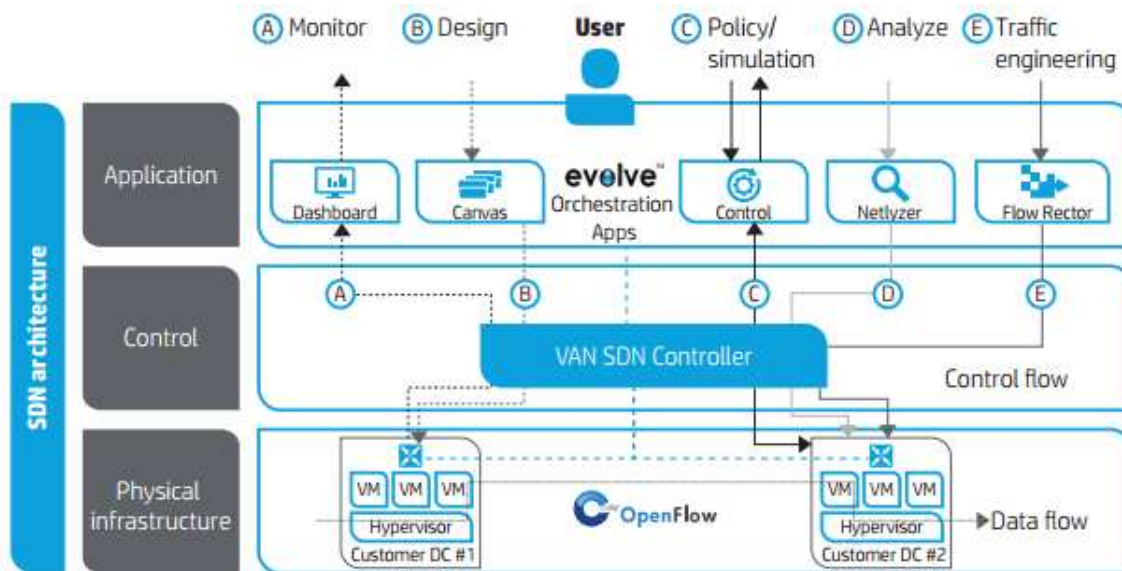 A Monitor
B Design
User
C Policy/
simulation
D Analyze
E Traffic
engineering
SDN architecture
Application
Dashboard
Canvas
evolve™
Orchestration
Apps
Control
Netlyzer
Flow Rector
Control
A
B
C
D
E
VAN SDN Controller
Control flow
Physical
infrastructure
VM VM VM
Hypervisor
Customer DC #1
OpenFlow
VM VM VM
Hypervisor
Customer DC #2
Data flow